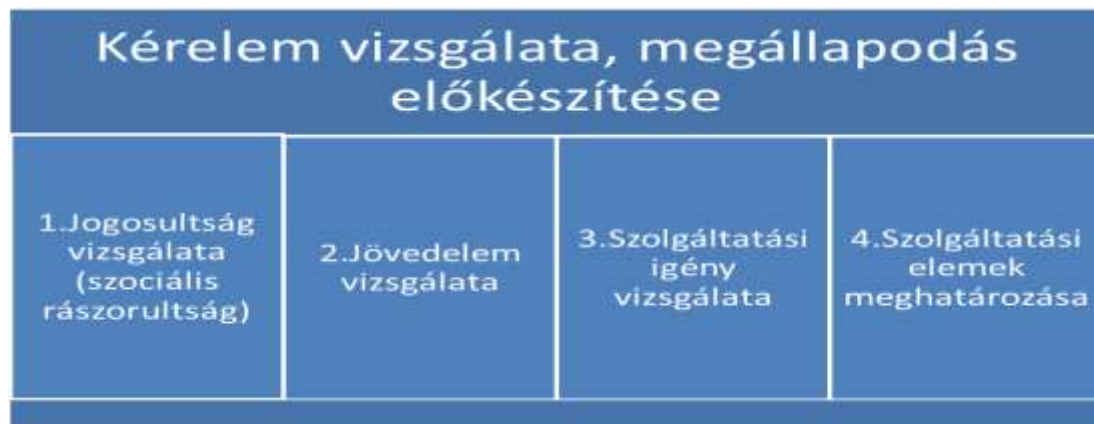 Kérelem vizsgálata, megállapodás
előkészítése
1.Jogosultság
vizsgálata
(szociális
rászorultság)
2.Jövedelem
vizsgálata
3.Szolgáltatási
igény
vizsgálata
4.Szolgáltatási
elemek
meghatározása